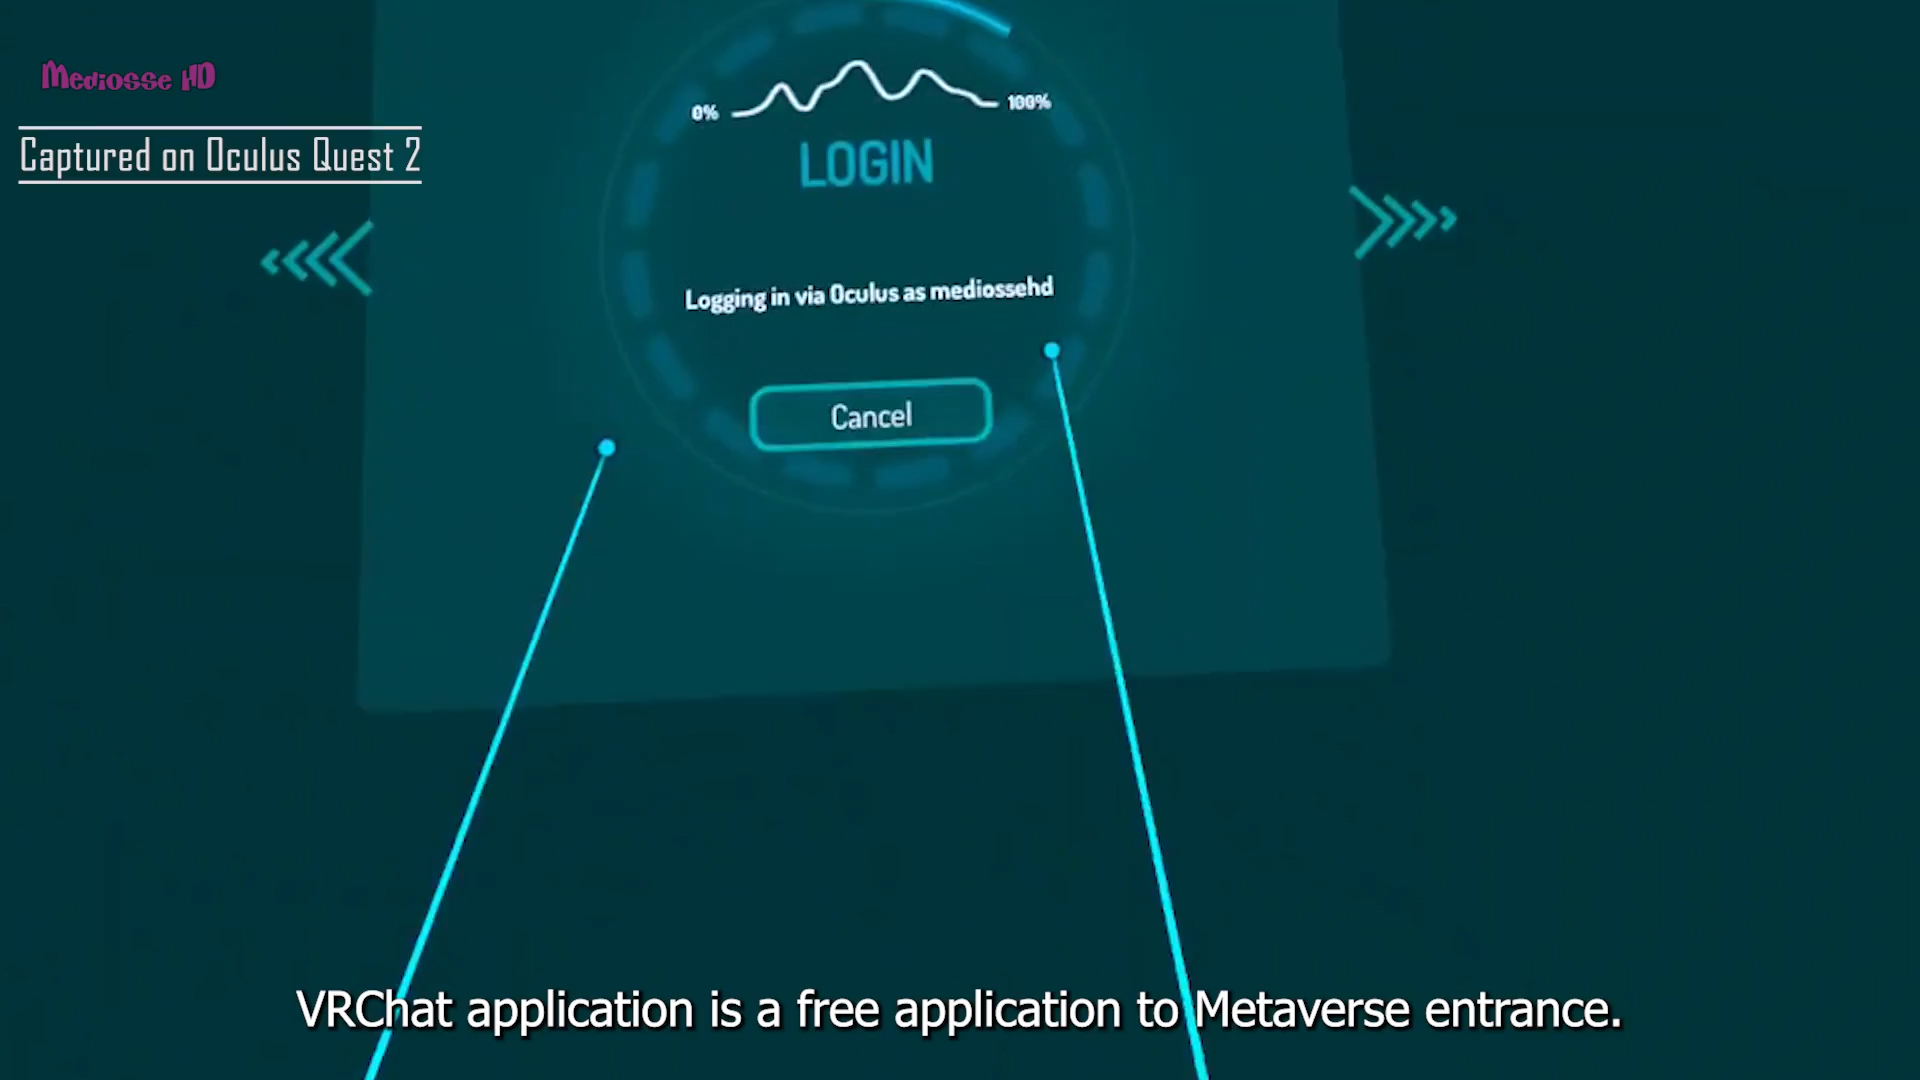 Mediosse HD
Captured on Oculus Quest 2
0%
100%
LOGIN
Logging in via Oculus as mediossehd
Cancel
VRChat application is a free application to Metaverse entrance.